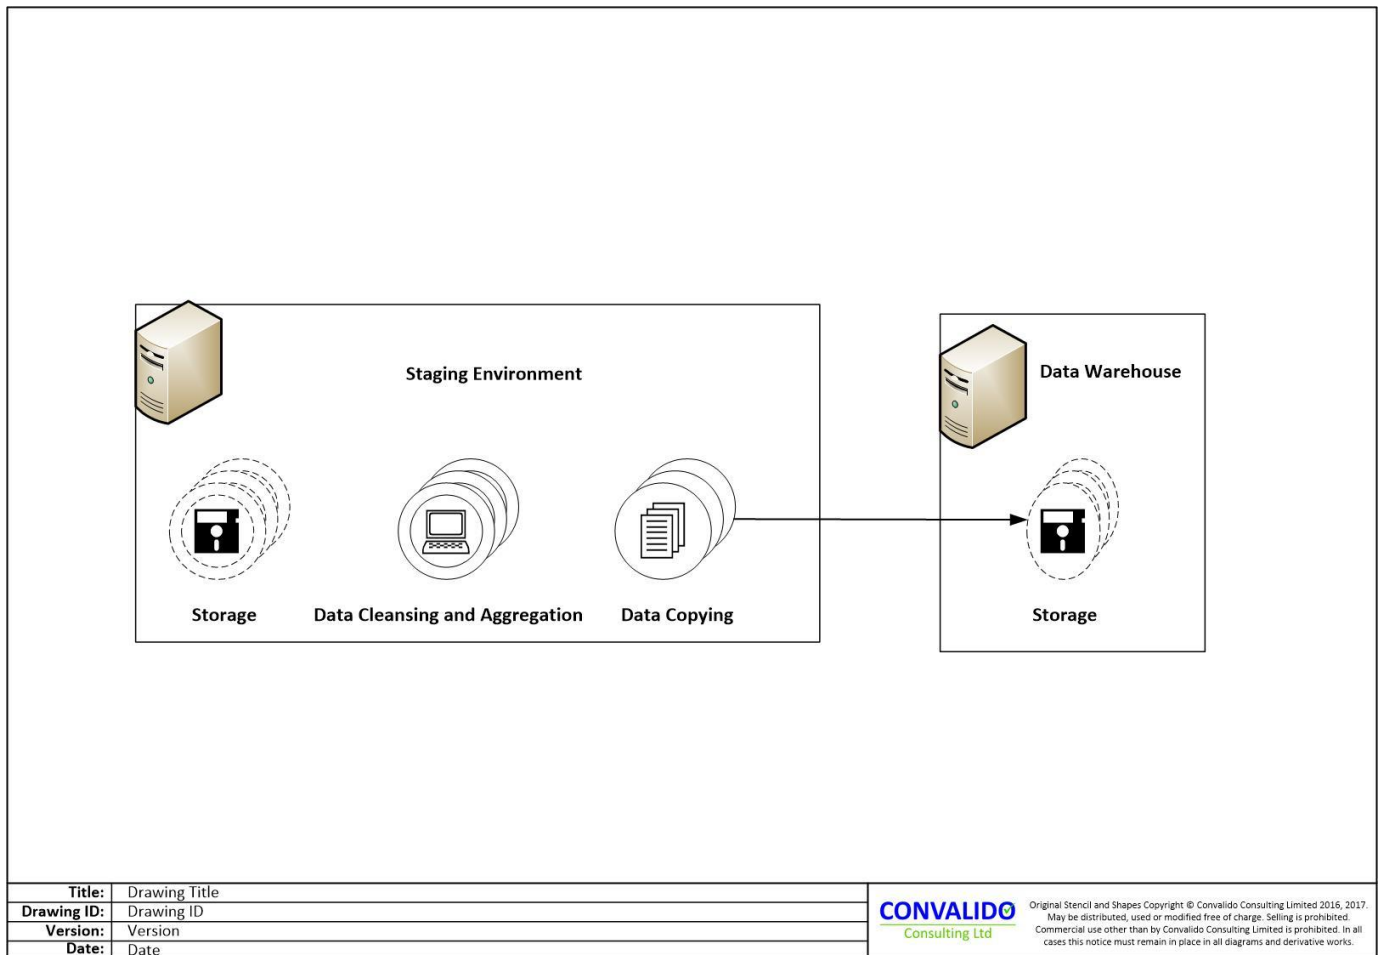 Staging Environment
Data Warehouse
Storage
Data Cleansing and Aggregation
Data Copying
Storage
Title: Drawing Title
Drawing ID: Drawing ID
Version: Version
Date: Date
CONVALIDO
Consulting Ltd
Original Stencil and Shapes Copyright © Convalido Consulting Limited 2016, 2017.
May be distributed, used or modified free of charge. Selling is prohibited.
Commercial use other than by Convalido Consulting Limited is prohibited. In all
cases this notice must remain in place in all diagrams and derivative works.